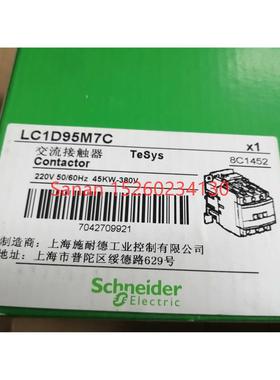 LC1D95M7C x1
交流接触器 TeSys 8C1452
Contactor
220V 50/60Hz 45KW-380V
Sanan 15260234130
7042709921
制造商：上海施耐德工业控制有限公司
地址：上海市普陀区绥德路629号
Schneider
Electric